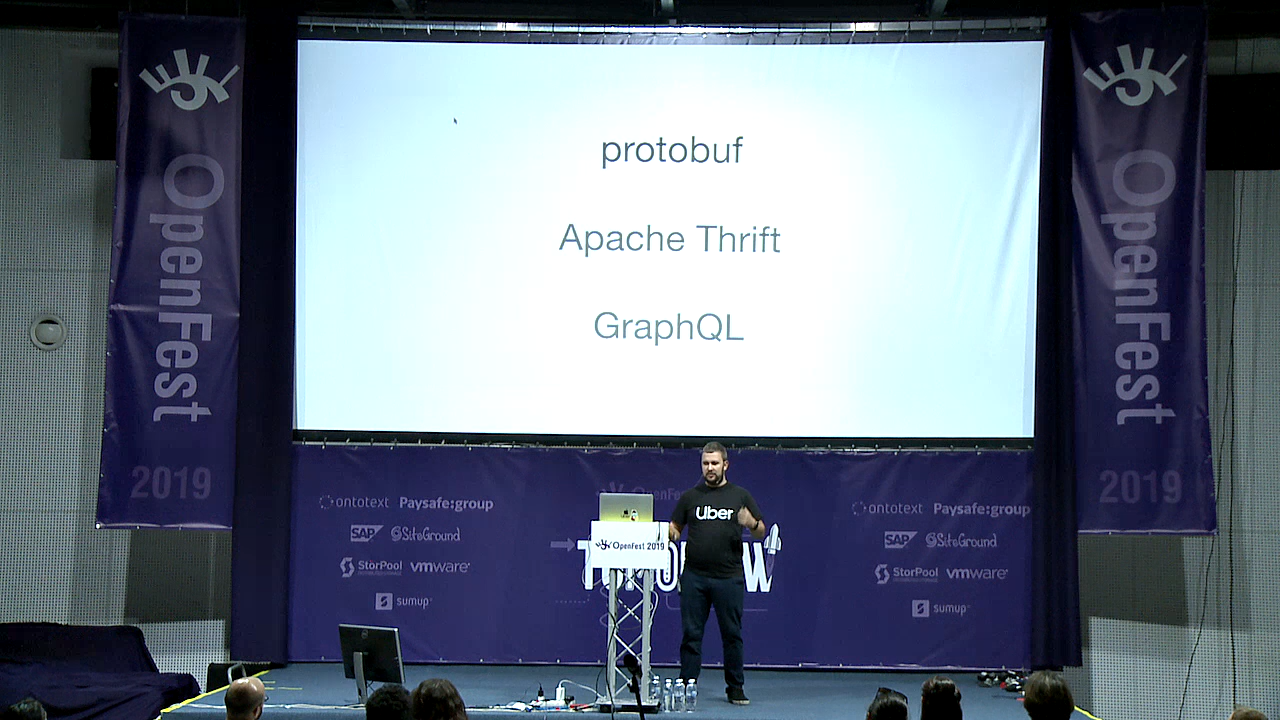 protobuf
Apache Thrift
GraphQL
OpenFest
2019
OpenFest
2019
ontotext Paysafe:group
SAP SiteGround
StorPool vmware
sumup
ontotext Paysafe:group
SAP SiteGround
StorPool vmware
sumup
OpenFest
OpenFest 2019
Uber